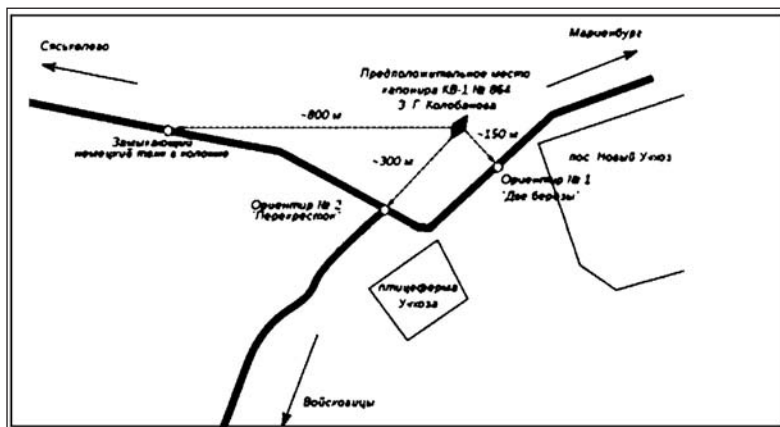 Сяськелево
Мариенбург
Предположительное место
капонира КВ-1 № 864
З. Г. Колобанова
~800 м
~150 м
~300 м
Замыкающий
немецкий танк в колонне
пос. Новый Учхоз
Ориентир № 1
"Две березы"
Ориентир № 2
"Перекресток"
птицеферма
Учхоза
Войсковицы